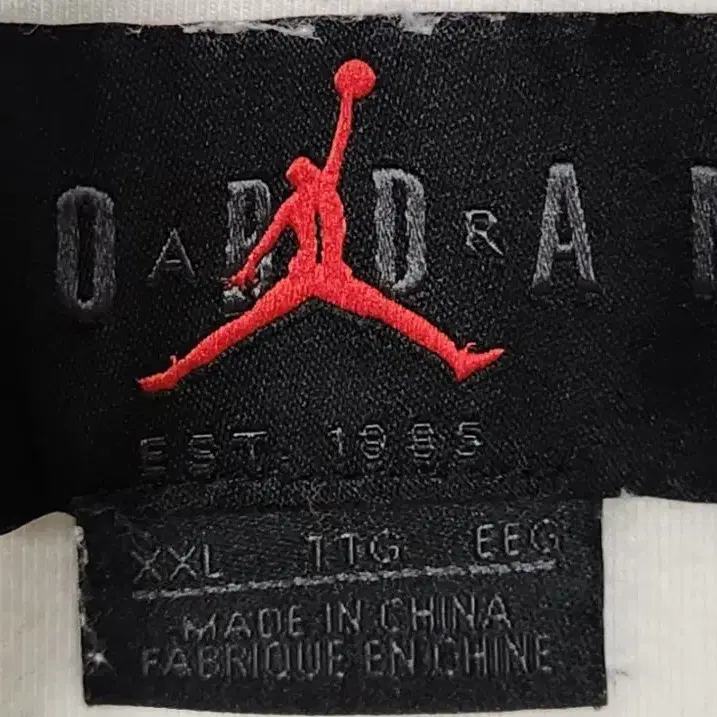 O A R D R A
EST. 1985
XXL TTG EEG
MADE IN CHINA
FABRIQUE EN CHINE